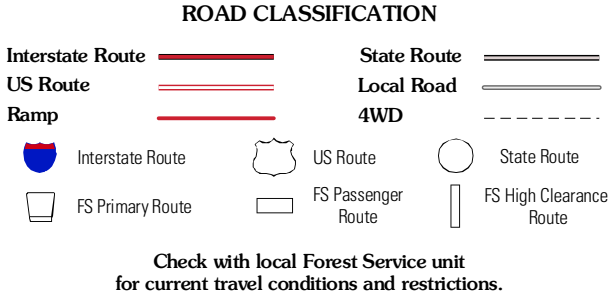 ROAD CLASSIFICATION
Interstate Route
State Route
US Route
Local Road
Ramp
4WD
Interstate Route
US Route
State Route
FS Primary Route
FS Passenger
Route
FS High Clearance
Route
Check with local Forest Service unit
for current travel conditions and restrictions.